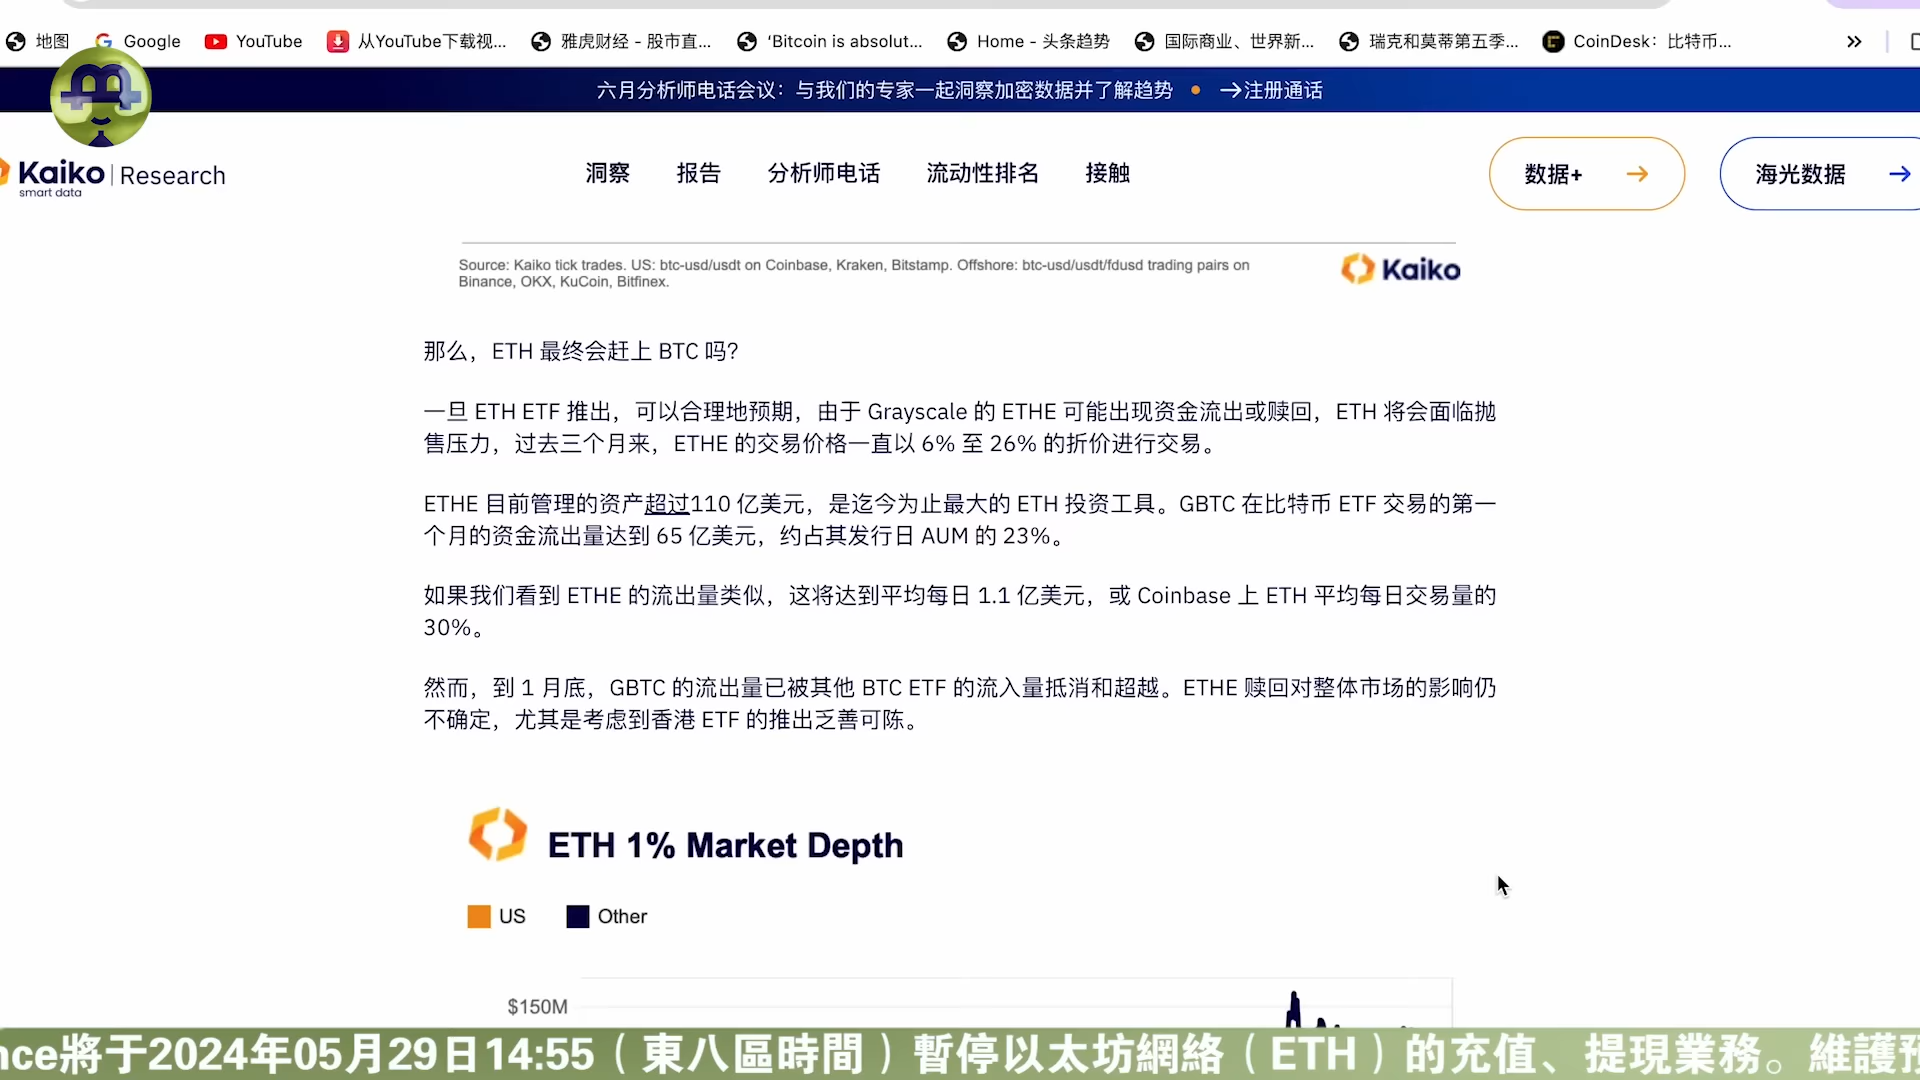 地图
Google
YouTube
从YouTube下载视...
雅虎财经 - 股市直...
‘Bitcoin is absolut...
Home - 头条趋势
国际商业、世界新...
瑞克和莫蒂第五季...
CoinDesk：比特币...
六月分析师电话会议：与我们的专家一起洞察加密数据并了解趋势 • →注册通话
Kaiko | Research
smart data
洞察
报告
分析师电话
流动性排名
接触
数据+ →
海光数据 →
Source: Kaiko tick trades. US: btc-usd/usdt on Coinbase, Kraken, Bitstamp. Offshore: btc-usd/usdt/fdusd trading pairs on
Binance, OKX, KuCoin, Bitfinex.
Kaiko
那么，ETH 最终会赶上 BTC 吗？
一旦 ETH ETF 推出，可以合理地预期，由于 Grayscale 的 ETHE 可能出现资金流出或赎回，ETH 将会面临抛
售压力，过去三个月来，ETHE 的交易价格一直以 6% 至 26% 的折价进行交易。
ETHE 目前管理的资产超过110 亿美元，是迄今为止最大的 ETH 投资工具。GBTC 在比特币 ETF 交易的第一
个月的资金流出量达到 65 亿美元，约占其发行日 AUM 的 23%。
如果我们看到 ETHE 的流出量类似，这将达到平均每日 1.1 亿美元，或 Coinbase 上 ETH 平均每日交易量的
30%。
然而，到 1 月底，GBTC 的流出量已被其他 BTC ETF 的流入量抵消和超越。ETHE 赎回对整体市场的影响仍
不确定，尤其是考虑到香港 ETF 的推出乏善可陈。
ETH 1% Market Depth
US
Other
$150M
nce將于2024年05月29日14:55（東八區時間）暫停以太坊網絡（ETH）的充值、提現業務。維護預